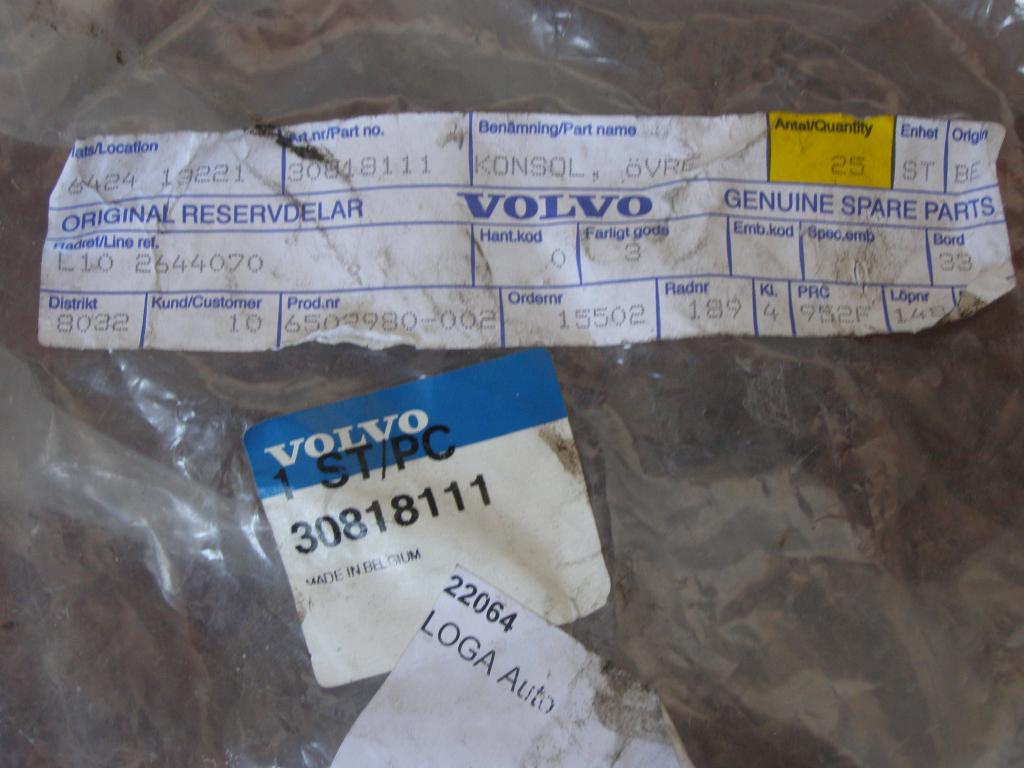 lats/Location Art.nr/Part no. Benämning/Part name Antal/Quantity Enhet Origin
6424 19221 30818111 KONSOL, ÖVRE 25 ST BE
ORIGINAL RESERVDELAR VOLVO GENUINE SPARE PARTS
Radref/Line ref. Hant.kod Farligt gods Emb.kod Spec.emb Bord
L10 2644070 0 3 33
Distrikt Kund/Customer Prod.nr Ordernr Radnr Kl. PRC Löpnr
8032 10 6502980-002 15502 189 4 952F
VOLVO
1 ST/PC
30818111
MADE IN BELGIUM
22064
LOGA Auto